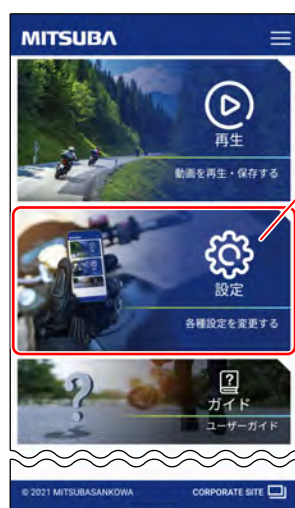 MITSUBA
再生
動画を再生・保存する
設定
各種設定を変更する
ガイド
ユーザーガイド
© 2021 MITSUBASANKOWA
CORPORATE SITE